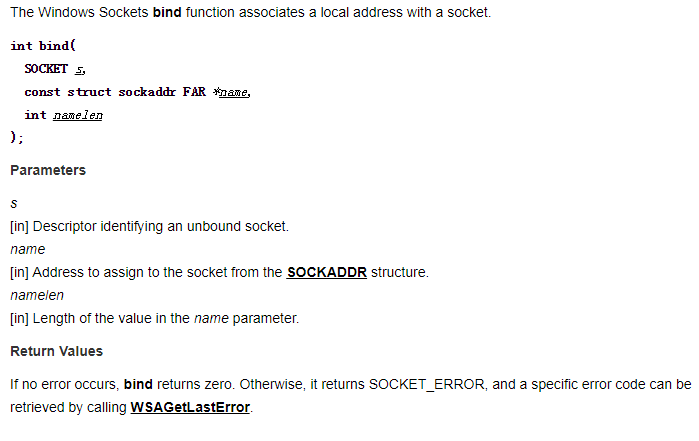 The Windows Sockets bind function associates a local address with a socket.
int bind(
SOCKET s,
const struct sockaddr FAR *name,
int namelen
);
Parameters
s
[in] Descriptor identifying an unbound socket.
name
[in] Address to assign to the socket from the SOCKADDR structure.
namelen
[in] Length of the value in the name parameter.
Return Values
If no error occurs, bind returns zero. Otherwise, it returns SOCKET_ERROR, and a specific error code can be
retrieved by calling WSAGetLastError.